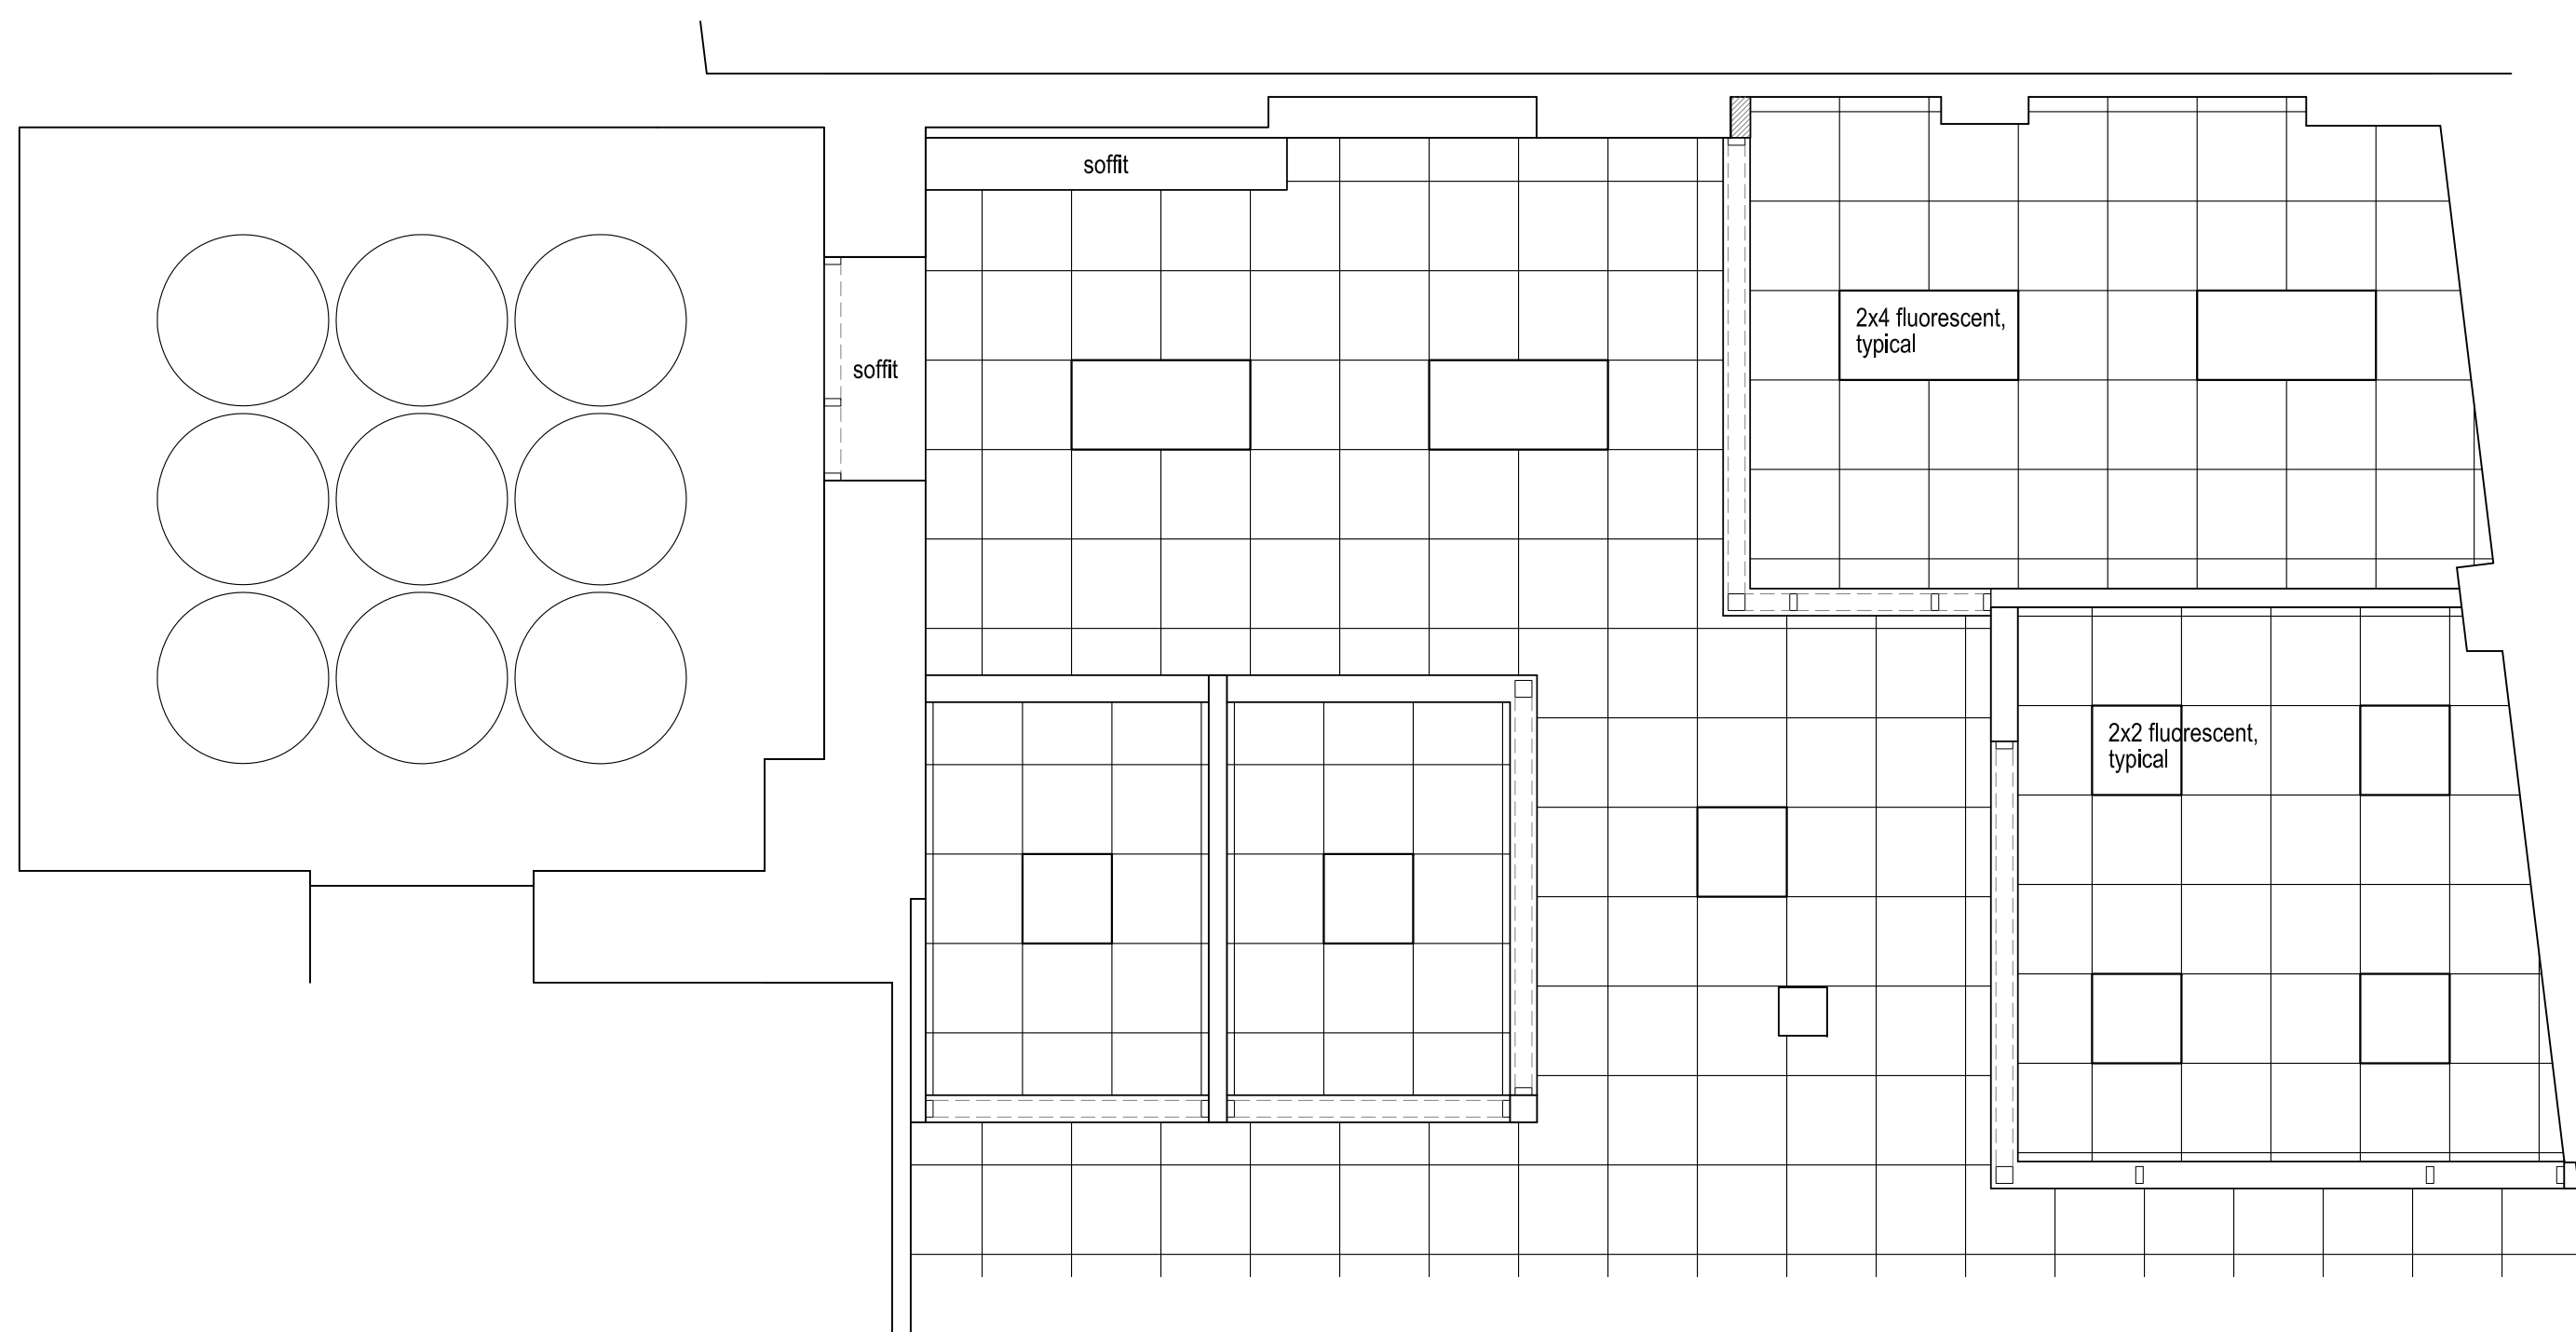 soffit
soffit
2x4 fluorescent,
typical
2x2 fluorescent,
typical